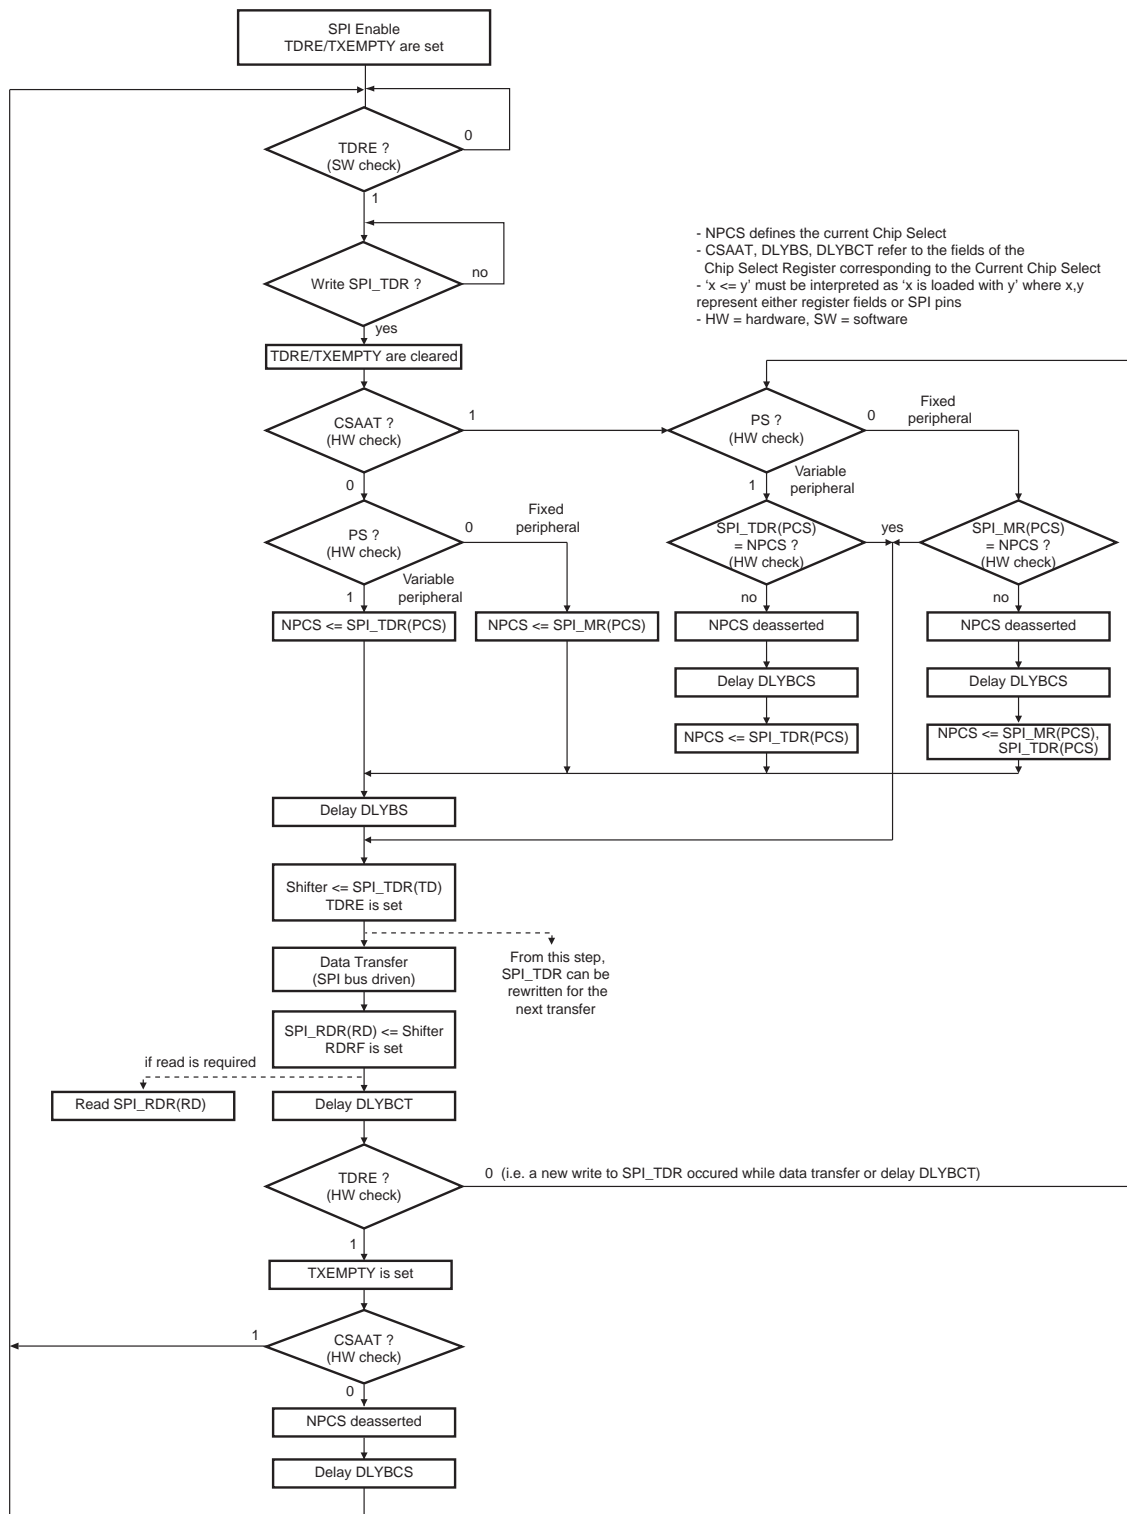 SPI Enable
TDRE/TXEMPTY are set
TDRE ?
(SW check)
0
1
Write SPI_TDR ?
no
yes
- NPCS defines the current Chip Select
- CSAAT, DLYBS, DLYBCT refer to the fields of the
Chip Select Register corresponding to the Current Chip Select
- ‘x <= y’ must be interpreted as ‘x is loaded with y’ where x,y
represent either register fields or SPI pins
- HW = hardware, SW = software
TDRE/TXEMPTY are cleared
CSAAT ?
(HW check)
1
0
PS ?
(HW check)
0
Fixed
peripheral
1
Variable
peripheral
PS ?
(HW check)
0
Fixed
peripheral
1
Variable
peripheral
SPI_TDR(PCS)
= NPCS ?
(HW check)
yes
no
SPI_MR(PCS)
= NPCS ?
(HW check)
no
NPCS <= SPI_TDR(PCS)
NPCS <= SPI_MR(PCS)
NPCS deasserted
NPCS deasserted
Delay DLYBCS
Delay DLYBCS
NPCS <= SPI_TDR(PCS)
NPCS <= SPI_MR(PCS),
SPI_TDR(PCS)
Delay DLYBS
Shifter <= SPI_TDR(TD)
TDRE is set
Data Transfer
(SPI bus driven)
From this step,
SPI_TDR can be
rewritten for the
next transfer
SPI_RDR(RD) <= Shifter
RDRF is set
if read is required
Read SPI_RDR(RD)
Delay DLYBCT
TDRE ?
(HW check)
0 (i.e. a new write to SPI_TDR occured while data transfer or delay DLYBCT)
1
TXEMPTY is set
CSAAT ?
(HW check)
1
0
NPCS deasserted
Delay DLYBCS